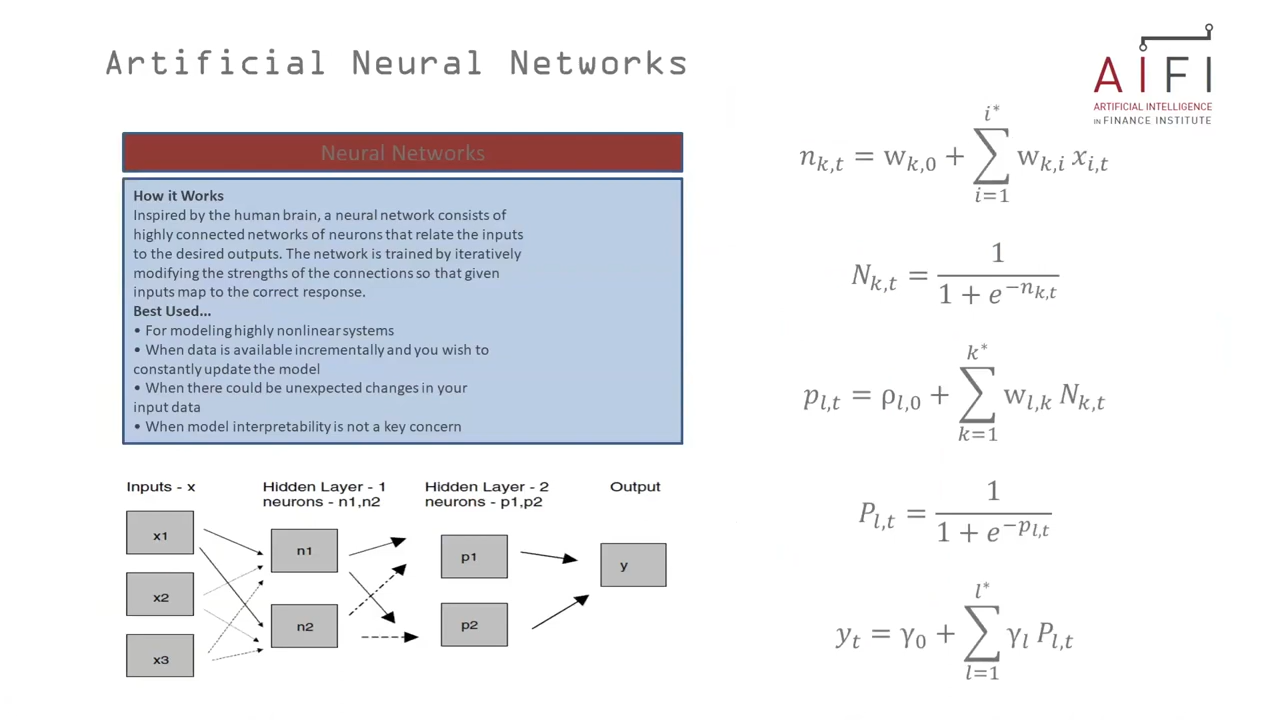 Artificial Neural Networks
AIFI
ARTIFICIAL INTELLIGENCE
IN FINANCE INSTITUTE
Neural Networks
How it Works
Inspired by the human brain, a neural network consists of
highly connected networks of neurons that relate the inputs
to the desired outputs. The network is trained by iteratively
modifying the strengths of the connections so that given
inputs map to the correct response.
Best Used...
• For modeling highly nonlinear systems
• When data is available incrementally and you wish to
constantly update the model
• When there could be unexpected changes in your
input data
• When model interpretability is not a key concern
Inputs - x
Hidden Layer - 1
neurons - n1,n2
Hidden Layer - 2
neurons - p1,p2
Output
x1
x2
x3
n1
n2
p1
p2
y
n_{k,t} = w_{k,0} + \sum_{i=1}^{i*} w_{k,i} x_{i,t}
N_{k,t} = \frac{1}{1 + e^{-n_{k,t}}}
p_{l,t} = ρ_{l,0} + \sum_{k=1}^{k*} w_{l,k} N_{k,t}
P_{l,t} = \frac{1}{1 + e^{-p_{l,t}}}
y_t = γ_0 + \sum_{l=1}^{l*} γ_l P_{l,t}